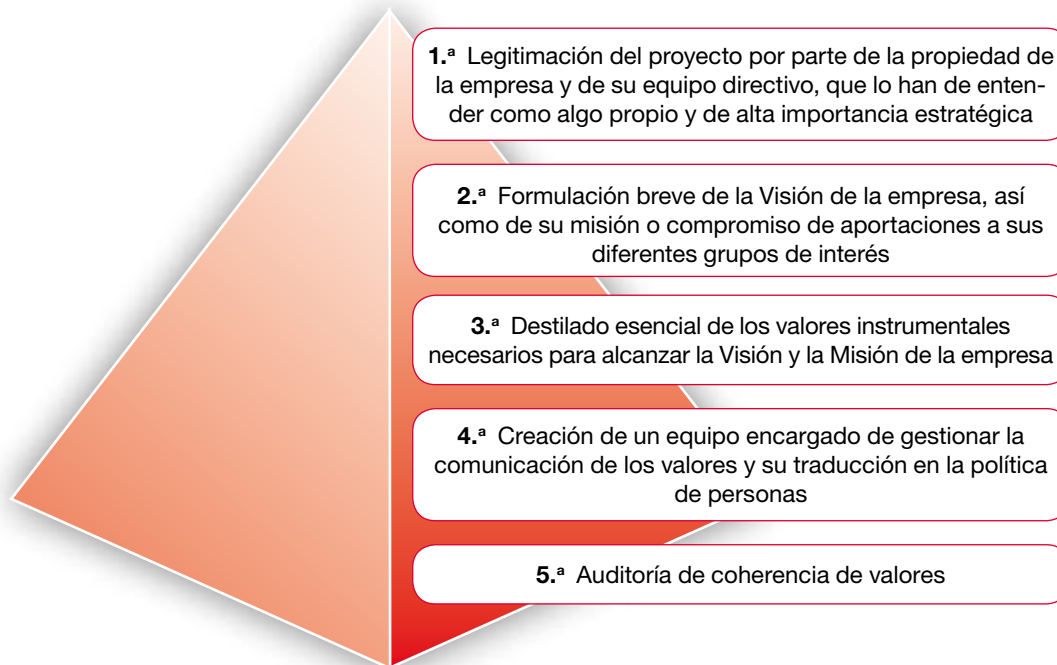 1.ª Legitimación del proyecto por parte de la propiedad de
la empresa y de su equipo directivo, que lo han de enten-
der como algo propio y de alta importancia estratégica
2.ª Formulación breve de la Visión de la empresa, así
como de su misión o compromiso de aportaciones a sus
diferentes grupos de interés
3.ª Destilado esencial de los valores instrumentales
necesarios para alcanzar la Visión y la Misión de la empresa
4.ª Creación de un equipo encargado de gestionar la
comunicación de los valores y su traducción en la política
de personas
5.ª Auditoría de coherencia de valores